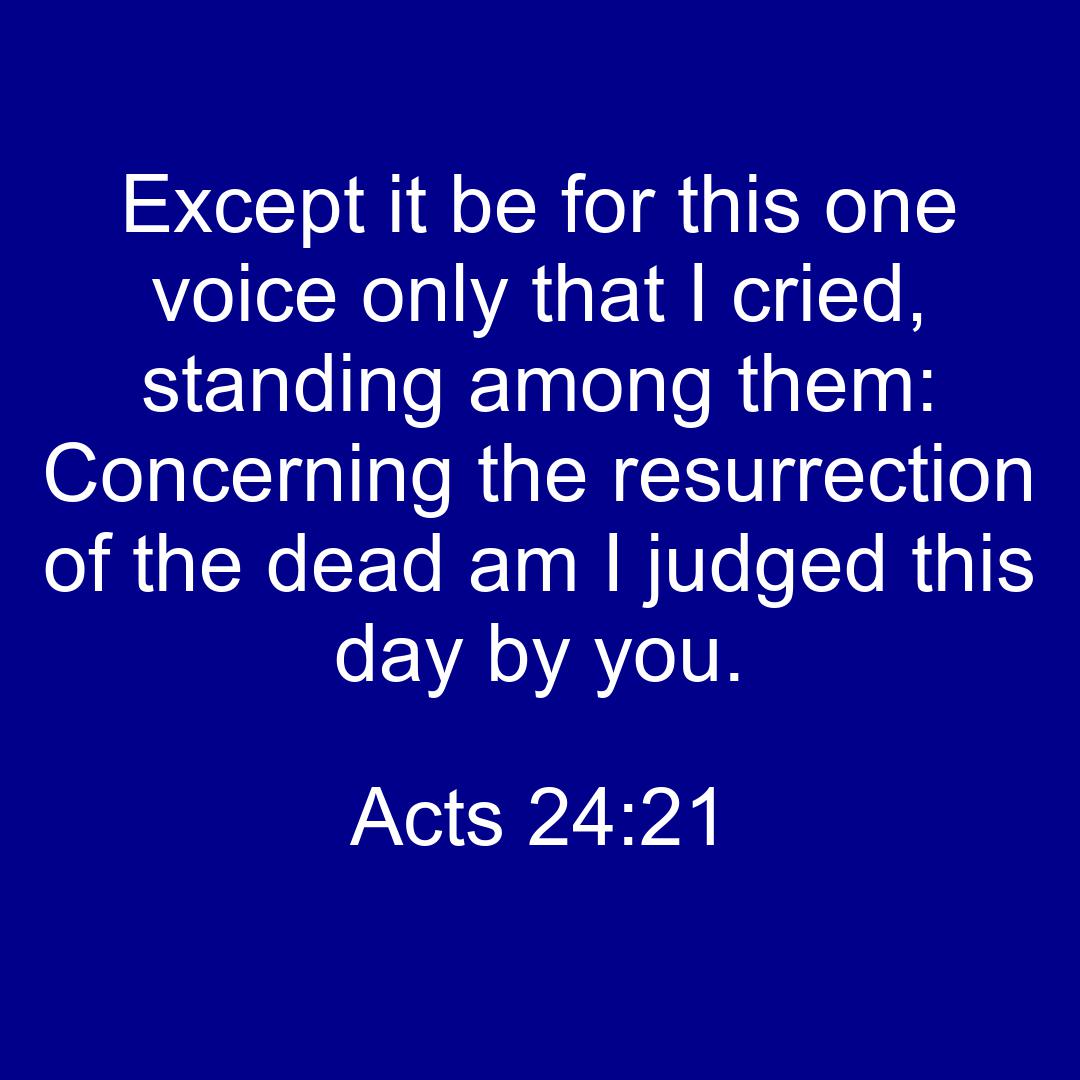 Except it be for this one
voice only that I cried,
standing among them:
Concerning the resurrection
of the dead am I judged this
day by you.
Acts 24:21